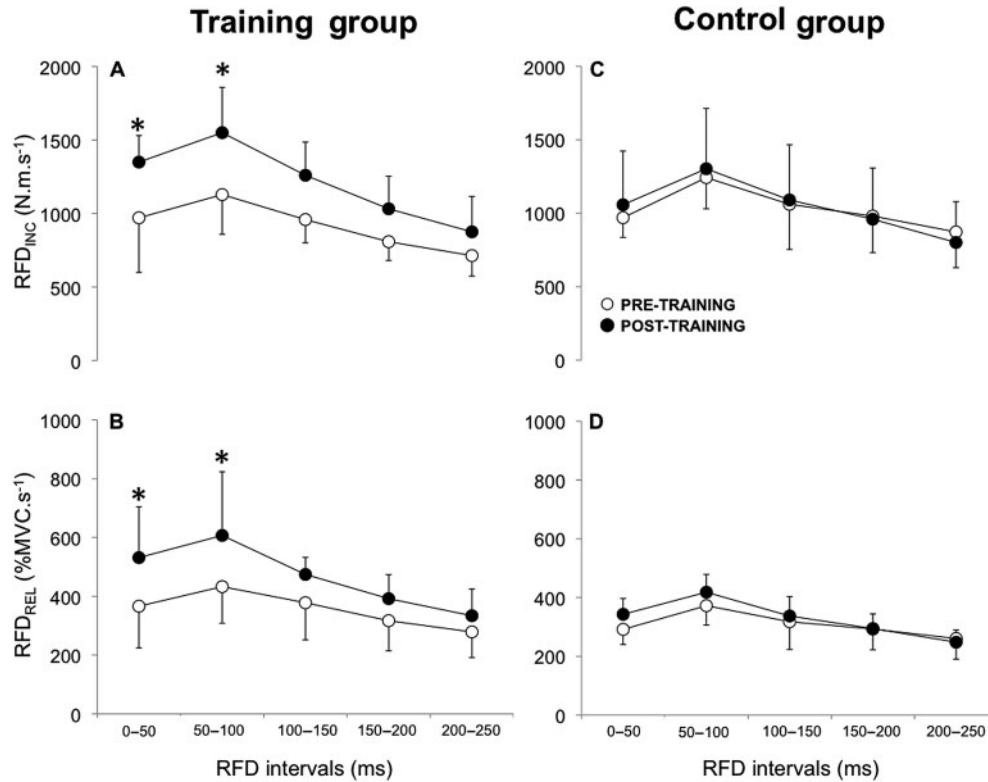 Training group
Control group
A
*
*
2000
1500
1000
500
0
RFD_INC (N.m.s⁻¹)
C
2000
1500
1000
500
0
PRE-TRAINING
POST-TRAINING
B
*
*
1000
800
600
400
200
0
RFD_REL (%MVC.s⁻¹)
0–50 50–100 100–150 150–200 200–250
RFD intervals (ms)
D
1000
800
600
400
200
0
0–50 50–100 100–150 150–200 200–250
RFD intervals (ms)